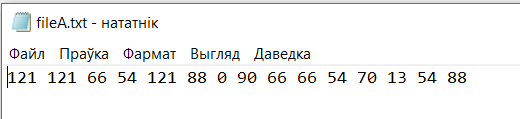 fileA.txt - нататнік
Файл Праўка Фармат Выгляд Даведка
121 121 66 54 121 88 0 90 66 66 54 70 13 54 88